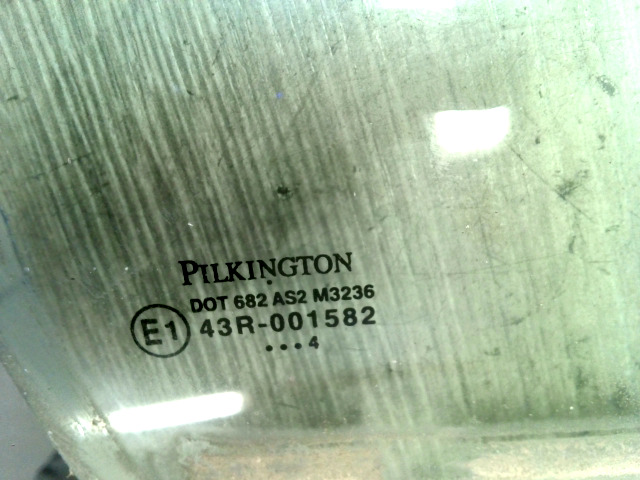 PILKINGTON
DOT 682 AS2 M3236
E1 43R-001582
...4